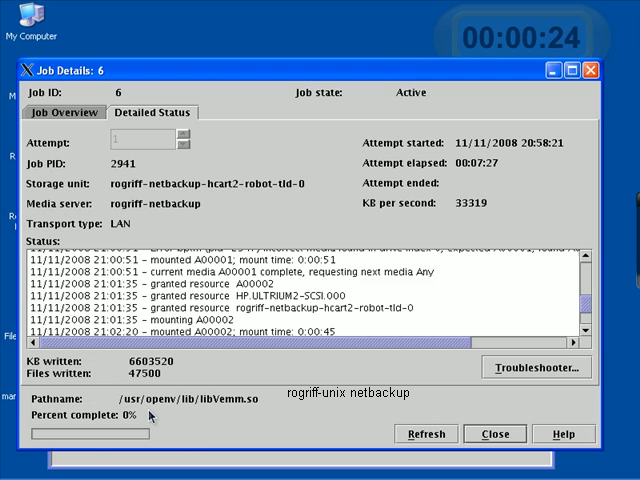 My Computer
00:00:24
Job Details: 6
Job ID: 6 Job state: Active
Job Overview Detailed Status
Attempt: 1 Attempt started: 11/11/2008 20:58:21
Job PID: 2941 Attempt elapsed: 00:07:27
Storage unit: rogriff-netbackup-hcart2-robot-tld-0 Attempt ended:
Media server: rogriff-netbackup KB per second: 33319
Transport type: LAN
Status:
11/11/2008 21:00:51 - mounted A00001; mount time: 0:00:51
11/11/2008 21:00:51 - current media A00001 complete, requesting next media Any
11/11/2008 21:01:35 - granted resource A00002
11/11/2008 21:01:35 - granted resource HP.ULTRIUM2-SCSI.000
11/11/2008 21:01:35 - granted resource rogriff-netbackup-hcart2-robot-tld-0
11/11/2008 21:01:35 - mounting A00002
11/11/2008 21:02:20 - mounted A00002; mount time: 0:00:45
KB written: 6603520
Files written: 47500
Troubleshooter...
Pathname: /usr/openv/lib/libVemm.so
rogriff-unix netbackup
Percent complete: 0%
Refresh Close Help